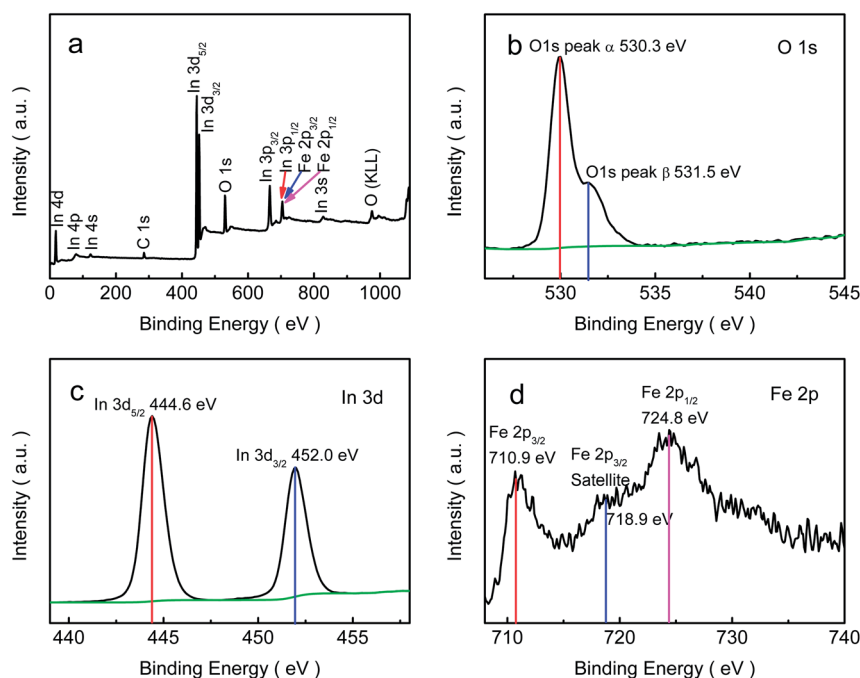 a
In 4d
In 4p
In 4s
C 1s
In 3d5/2
In 3d3/2
O 1s
In 3p3/2
In 3p1/2
Fe 2p3/2
Fe 2p1/2
In 3s
O (KLL)
Intensity ( a.u. )
0 200 400 600 800 1000
Binding Energy ( eV )
b
O1s peak α 530.3 eV
O 1s
O1s peak β 531.5 eV
Intensity ( a.u. )
530 535 540 545
Binding Energy ( eV )
c
In 3d
In 3d5/2 444.6 eV
In 3d3/2 452.0 eV
Intensity ( a.u. )
440 445 450 455
Binding Energy ( eV )
d
Fe 2p
Fe 2p1/2
724.8 eV
Fe 2p3/2
710.9 eV
Fe 2p3/2
Satellite
718.9 eV
Intensity ( a.u. )
710 720 730 740
Binding Energy ( eV )